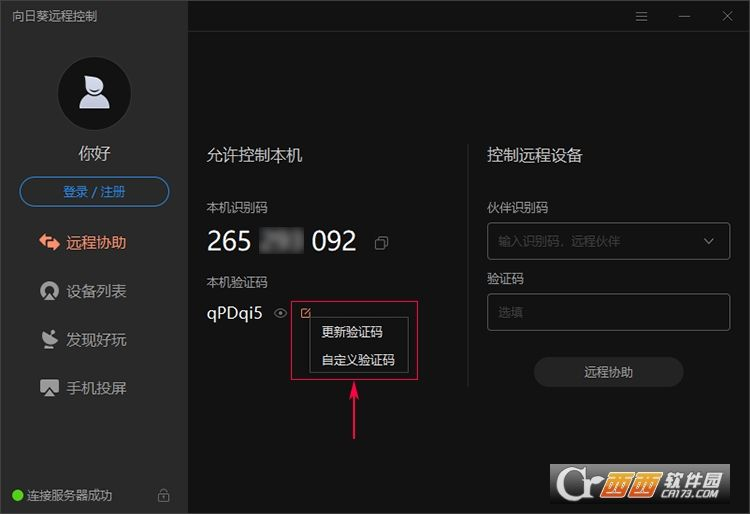 向日葵远程控制
你好
登录 / 注册
远程协助
设备列表
发现好玩
手机投屏
连接服务器成功
允许控制本机
本机识别码
265 092
本机验证码
qPDqi5
更新验证码
自定义验证码
控制远程设备
伙伴识别码
输入识别码，远程伙伴
验证码
选填
远程协助
Cr 西西软件园
CR173.com